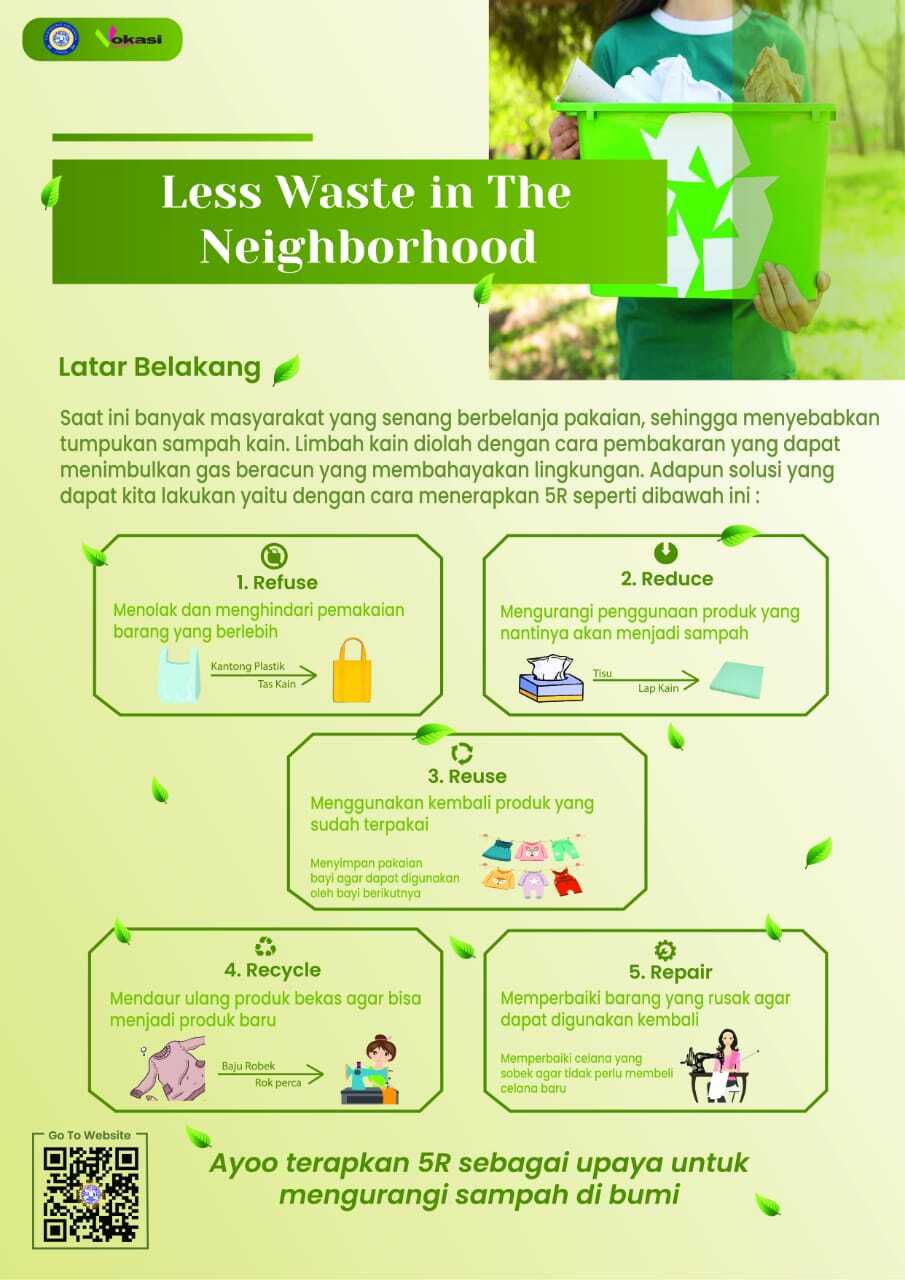 Vokasi
Less Waste in The
Neighborhood
Latar Belakang
Saat ini banyak masyarakat yang senang berbelanja pakaian, sehingga menyebabkan
tumpukan sampah kain. Limbah kain diolah dengan cara pembakaran yang dapat
menimbulkan gas beracun yang membahayakan lingkungan. Adapun solusi yang
dapat kita lakukan yaitu dengan cara menerapkan 5R seperti dibawah ini :
1. Refuse
Menolak dan menghindari pemakaian
barang yang berlebih
Kantong Plastik
Tas Kain
2. Reduce
Mengurangi penggunaan produk yang
nantinya akan menjadi sampah
Tisu
Lap Kain
3. Reuse
Menggunakan kembali produk yang
sudah terpakai
Menyimpan pakaian
bayi agar dapat digunakan
oleh bayi berikutnya
4. Recycle
Mendaur ulang produk bekas agar bisa
menjadi produk baru
Baju Robek
Rok perca
5. Repair
Memperbaiki barang yang rusak agar
dapat digunakan kembali
Memperbaiki celana yang
sobek agar tidak perlu membeli
celana baru
Go To Website
Ayoo terapkan 5R sebagai upaya untuk
mengurangi sampah di bumi